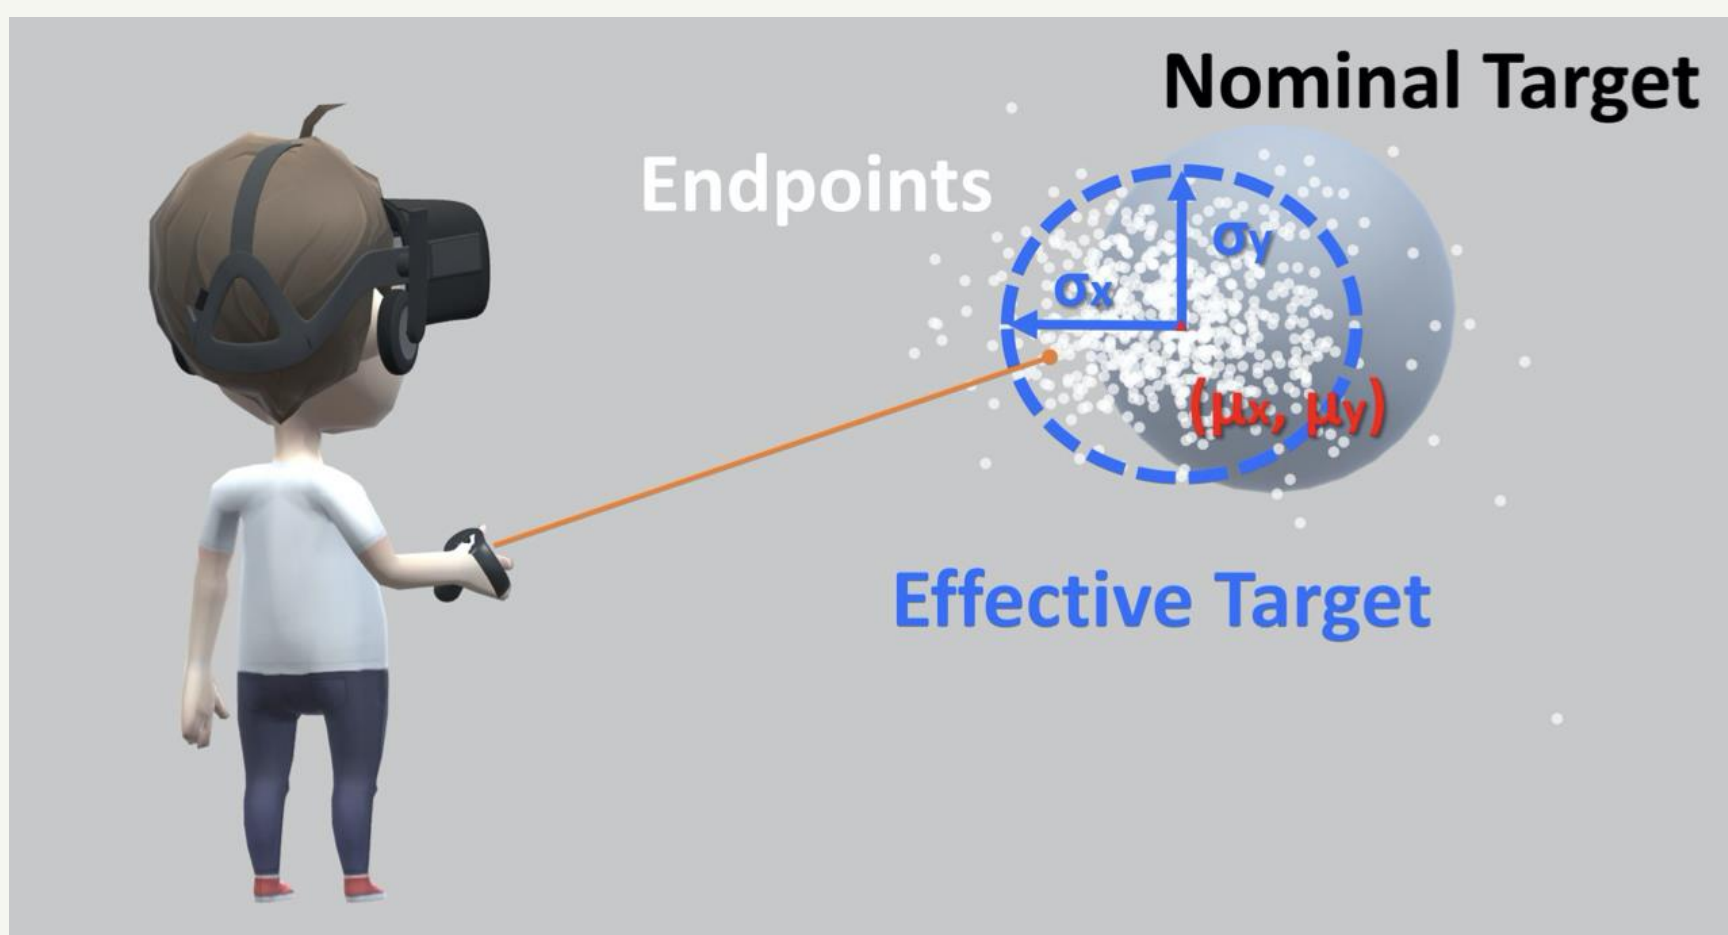 Nominal Target
Endpoints
σy
σx
(μx, μy)
Effective Target